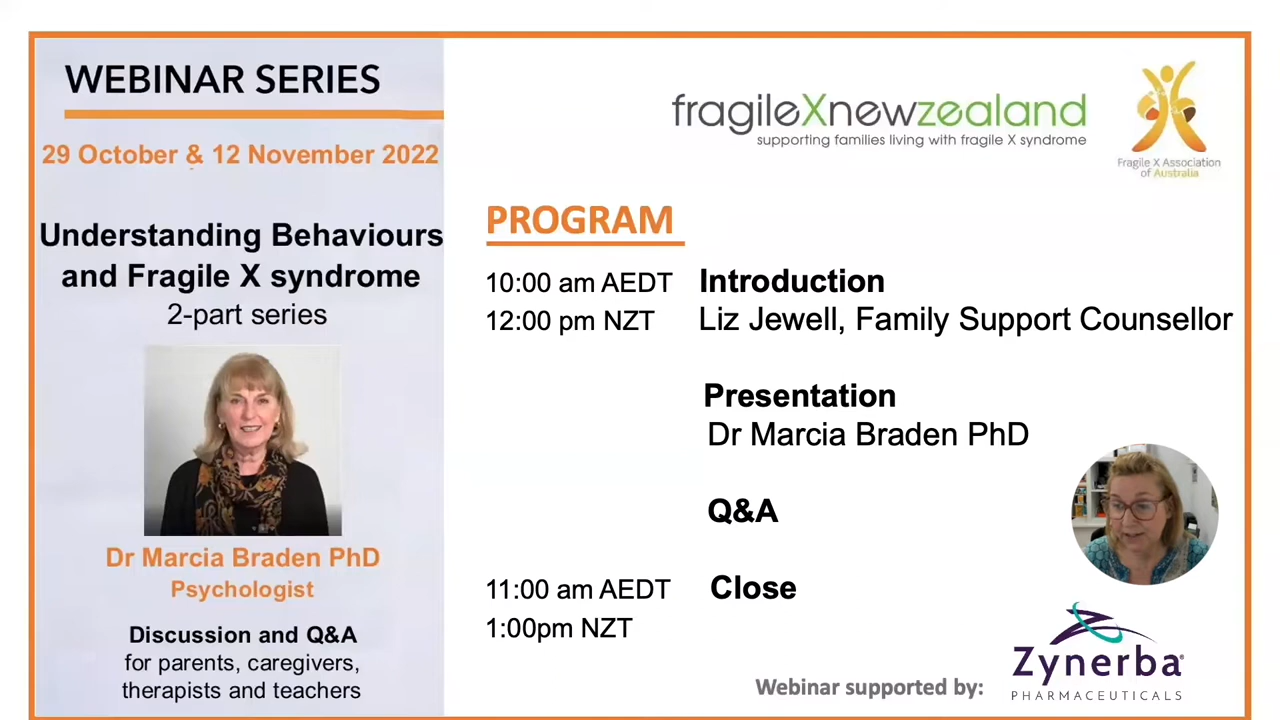 WEBINAR SERIES
29 October & 12 November 2022
Understanding Behaviours
and Fragile X syndrome
2-part series
Dr Marcia Braden PhD
Psychologist
Discussion and Q&A
for parents, caregivers,
therapists and teachers
fragileXnewzealand
supporting families living with fragile X syndrome
Fragile X Association
of Australia
PROGRAM
10:00 am AEDT Introduction
12:00 pm NZT Liz Jewell, Family Support Counsellor
Presentation
Dr Marcia Braden PhD
Q&A
11:00 am AEDT Close
1:00pm NZT
Webinar supported by:
Zynerba®
PHARMACEUTICALS